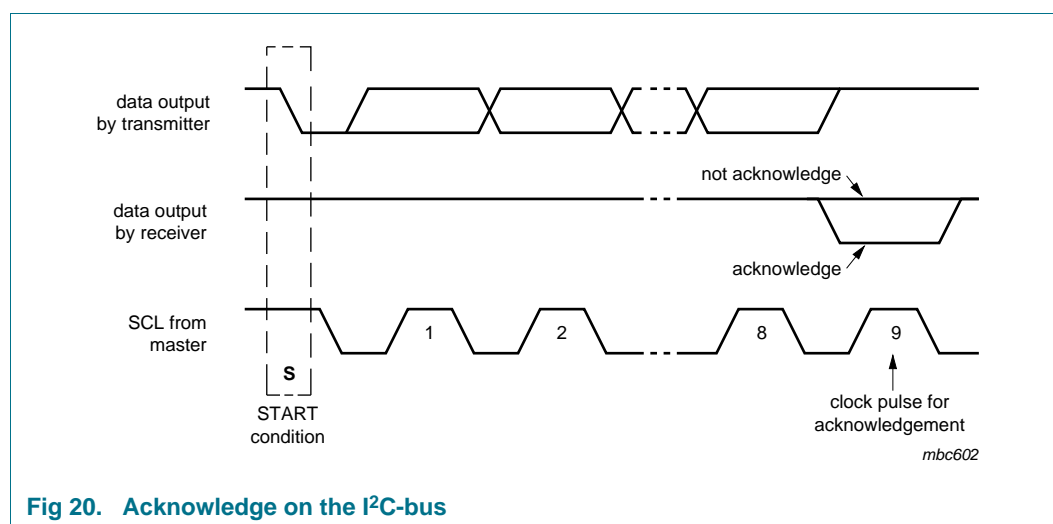 data output
by transmitter
not acknowledge
data output
by receiver
acknowledge
SCL from
master
1
2
8
9
S
START
condition
clock pulse for
acknowledgement
mbc602
Fig 20. Acknowledge on the I²C-bus